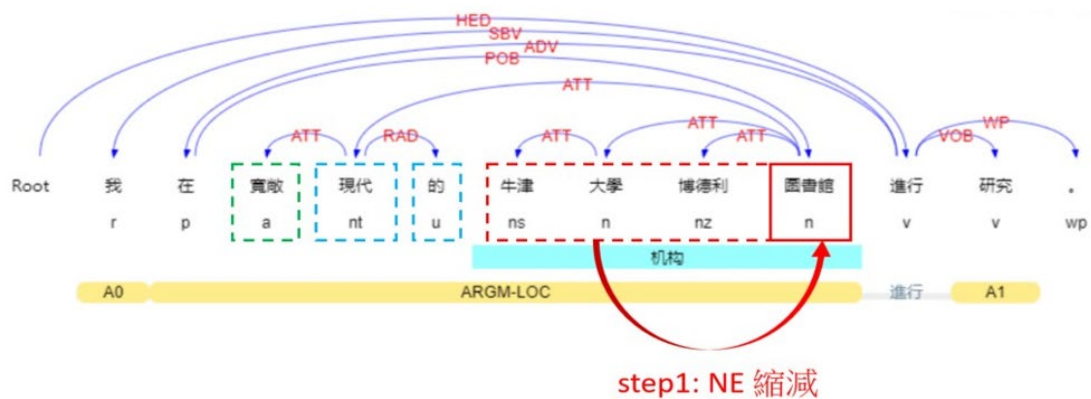 HED
SBV
ADV
POB
ATT
ATT RAD ATT ATT ATT VOB WP
Root 我 在 寬敞 現代 的 牛津 大學 博德利 圖書館 進行 研究 。
r p a nt u ns n nz n v v wp
机构
A0 ARGM-LOC 進行 A1
step1: NE 縮減